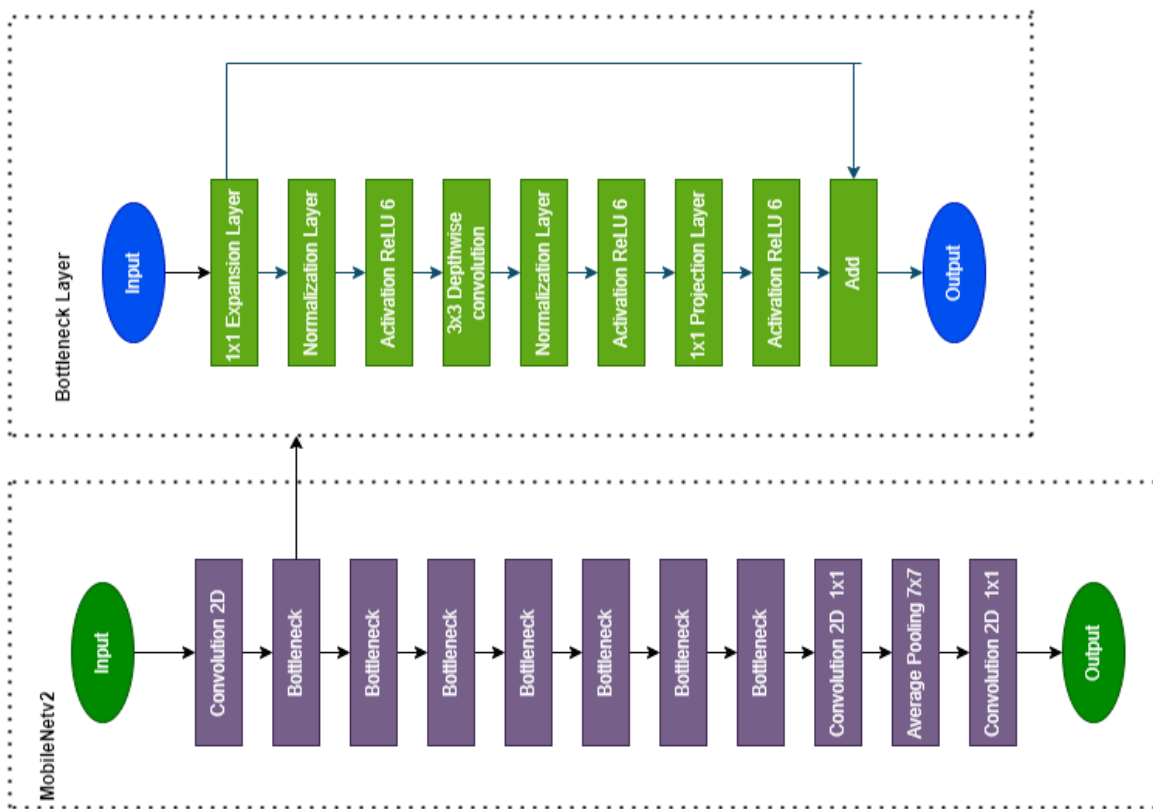 Bottleneck Layer
Input
1x1 Expansion Layer
Normalization Layer
Activation ReLU 6
3x3 Depthwise
convolution
Normalization Layer
Activation ReLU 6
1x1 Projection Layer
Activation ReLU 6
Add
Output
MobileNetv2
Input
Convolution 2D
Bottleneck
Bottleneck
Bottleneck
Bottleneck
Bottleneck
Bottleneck
Bottleneck
Convolution 2D 1x1
Average Pooling 7x7
Convolution 2D 1x1
Output